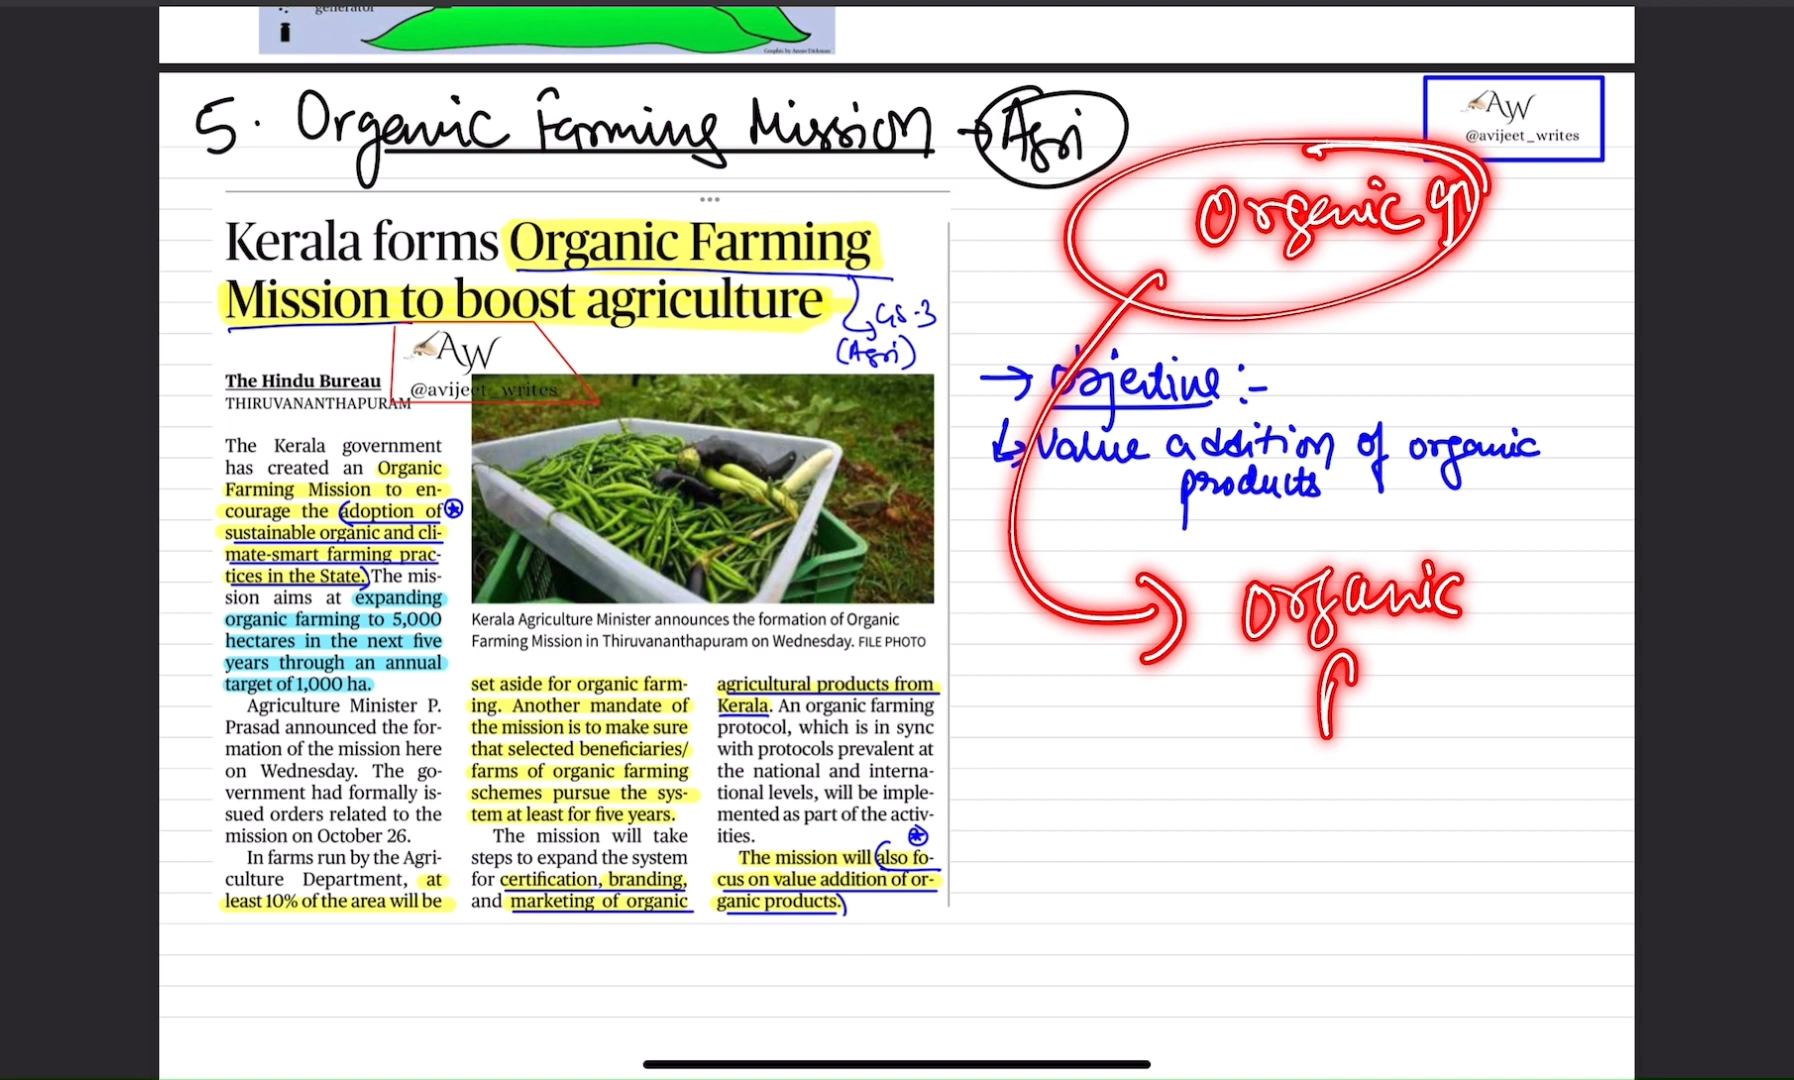 generator
Graphic by Annie Dickman
5. Organic Farming Mission → Agri
AW
@avijeet_writes
Organic
Kerala forms Organic Farming
Mission to boost agriculture
GS-3
(Agri)
AW
@avijeet_writes
The Hindu Bureau
THIRUVANANTHAPURAM
The Kerala government
has created an Organic
Farming Mission to en-
courage the adoption of
sustainable organic and cli-
mate-smart farming prac-
tices in the State. The mis-
sion aims at expanding
organic farming to 5,000
hectares in the next five
years through an annual
target of 1,000 ha.
Agriculture Minister P.
Prasad announced the for-
mation of the mission here
on Wednesday. The go-
vernment had formally is-
sued orders related to the
mission on October 26.
In farms run by the Agri-
culture Department, at
least 10% of the area will be
Kerala Agriculture Minister announces the formation of Organic
Farming Mission in Thiruvananthapuram on Wednesday. FILE PHOTO
set aside for organic farm-
ing. Another mandate of
the mission is to make sure
that selected beneficiaries/
farms of organic farming
schemes pursue the sys-
tem at least for five years.
The mission will take
steps to expand the system
for certification, branding,
and marketing of organic
agricultural products from
Kerala. An organic farming
protocol, which is in sync
with protocols prevalent at
the national and interna-
tional levels, will be imple-
mented as part of the activ-
ities.
The mission will also fo-
cus on value addition of or-
ganic products.
→ Objective :-
↳ Value addition of organic
products
Organic
P